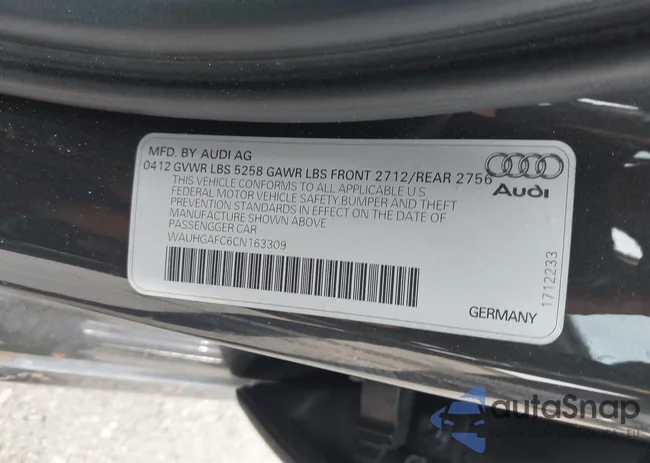 MFD. BY AUDI AG
0412 GVWR LBS 5258 GAWR LBS FRONT 2712/REAR 2756
THIS VEHICLE CONFORMS TO ALL APPLICABLE U.S
FEDERAL MOTOR VEHICLE SAFETY BUMPER AND THEFT
PREVENTION STANDARDS IN EFFECT ON THE DATE OF
MANUFACTURE SHOWN ABOVE
PASSENGGER CAR
WAUHGAFC6CN163309
Audi
1712233
GERMANY
autoSnap